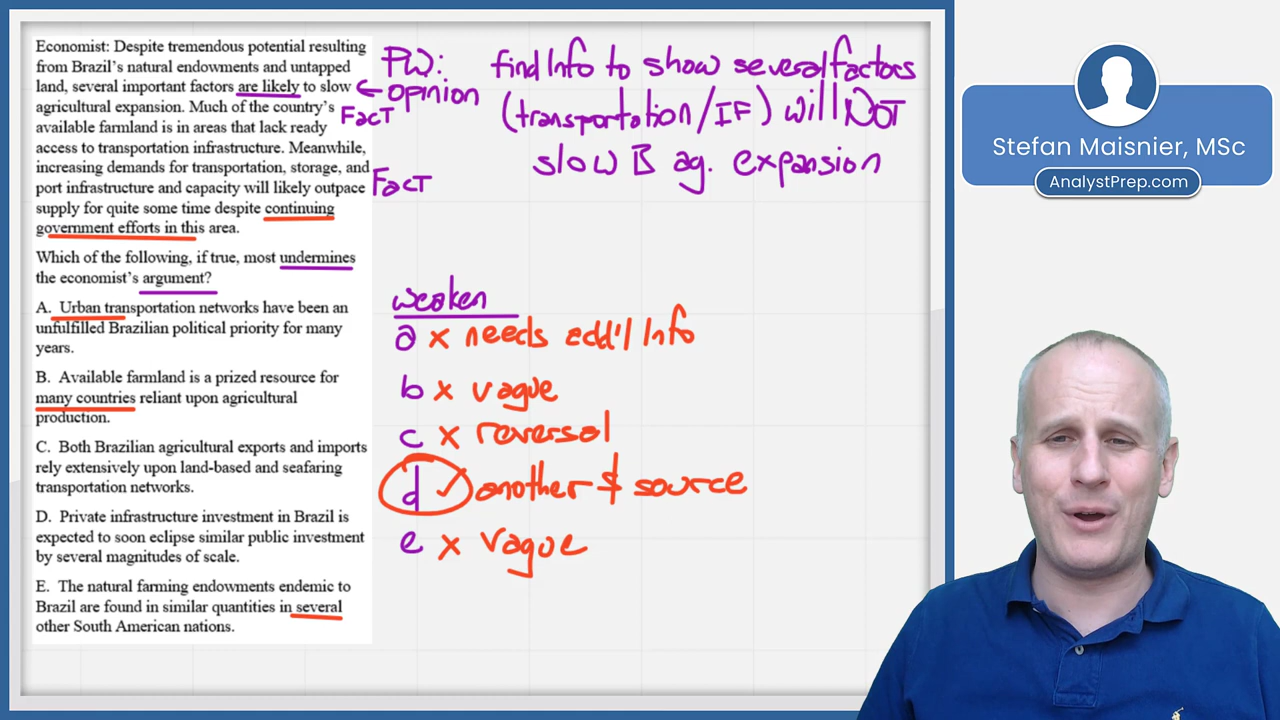 Economist: Despite tremendous potential resulting
from Brazil's natural endowments and untapped
land, several important factors are likely to slow
agricultural expansion. Much of the country's
available farmland is in areas that lack ready
access to transportation infrastructure. Meanwhile,
increasing demands for transportation, storage, and
port infrastructure and capacity will likely outpace
supply for quite some time despite continuing
government efforts in this area.
Which of the following, if true, most undermines
the economist's argument?
A. Urban transportation networks have been an
unfulfilled Brazilian political priority for many
years.
B. Available farmland is a prized resource for
many countries reliant upon agricultural
production.
C. Both Brazilian agricultural exports and imports
rely extensively upon land-based and seafaring
transportation networks.
D. Private infrastructure investment in Brazil is
expected to soon eclipse similar public investment
by several magnitudes of scale.
E. The natural farming endowments endemic to
Brazil are found in similar quantities in several
other South American nations.
PW:
opinion
Fact
Fact
find Info to show several factors
(transportation/IF) will NOT
slow B ag. expansion
weaken
a x needs add'l Info
b x vague
c x reversal
d ✓ another $ source
e x vague
Stefan Maisnier, MSc
AnalystPrep.com